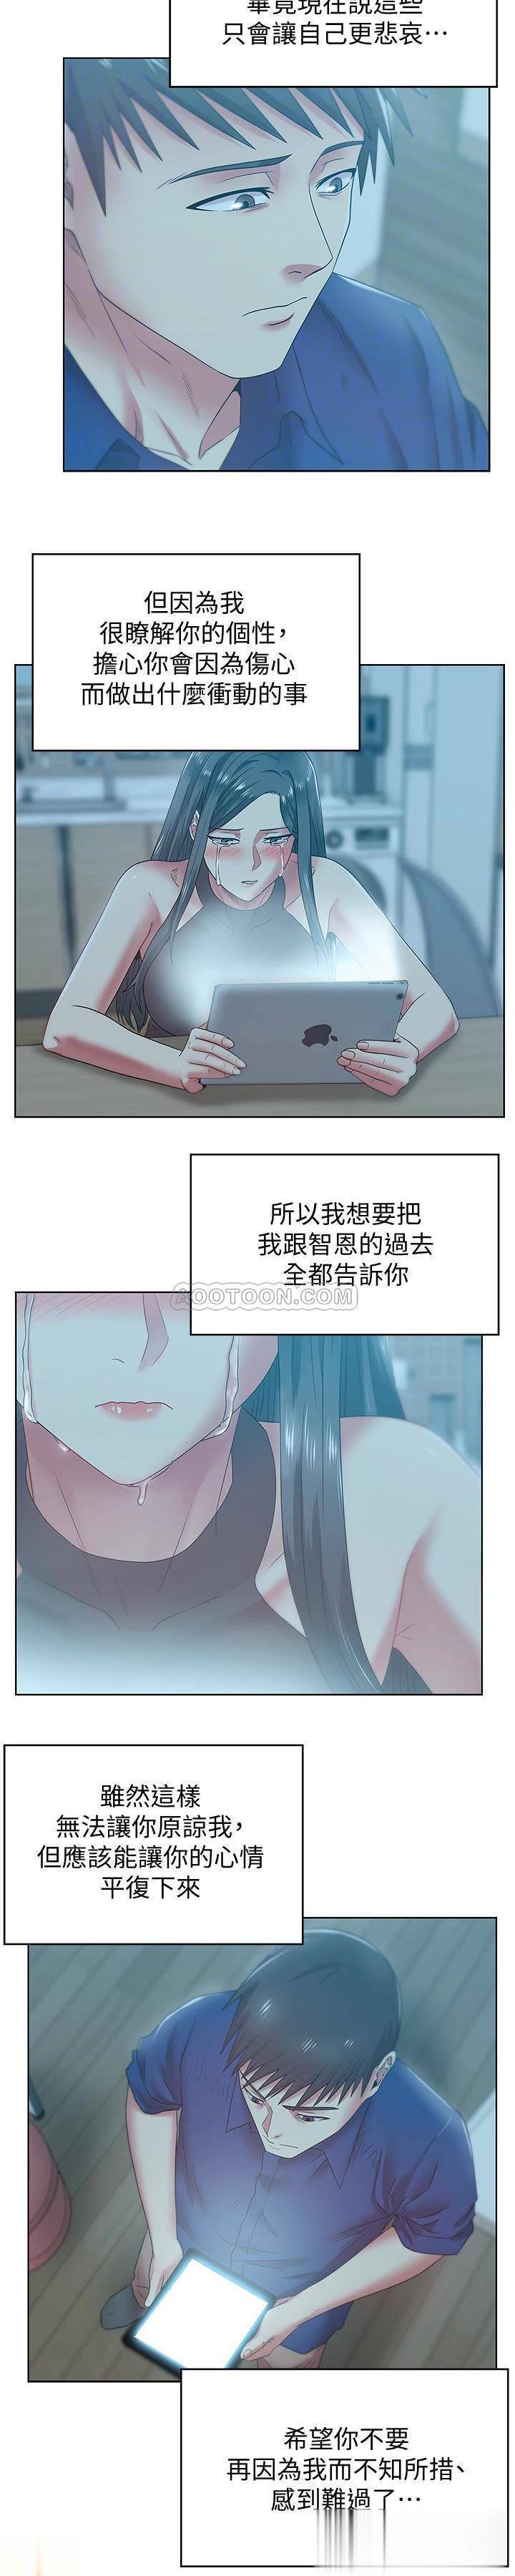 畢竟現在說這些
只會讓自己更悲哀…
但因為我
很瞭解你的個性,
擔心你會因為傷心
而做出什麼衝動的事
所以我想要把
我跟智恩的過去
全都告訴你
AOOTOON.COM
雖然這樣
無法讓你原諒我,
但應該能讓你的心情
平復下來
希望你不要
再因為我而不知所措、
感到難過了…